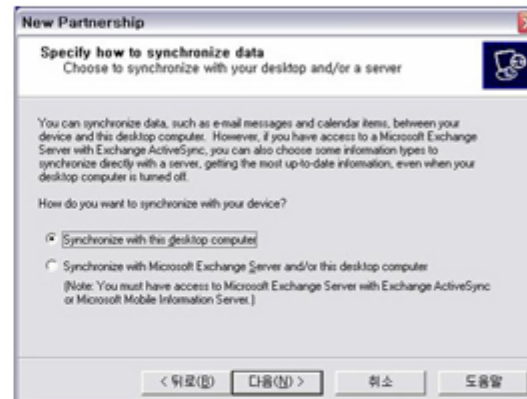 New Partnership
Specify how to synchronize data
Choose to synchronize with your desktop and/or a server
You can synchronize data, such as e-mail messages and calendar items, between your
device and this desktop computer. However, if you have access to a Microsoft Exchange
Server with Exchange ActiveSync, you can also choose some information types to
synchronize directly with a server, getting the most up-to-date information, even when your
desktop computer is turned off.
How do you want to synchronize with your device?
Synchronize with this desktop computer
Synchronize with Microsoft Exchange Server and/or this desktop computer
(Note: You must have access to Microsoft Exchange Server with Exchange ActiveSync
or Microsoft Mobile Information Server.)
< 뒤로(B) 다음(N) > 취소 도움말